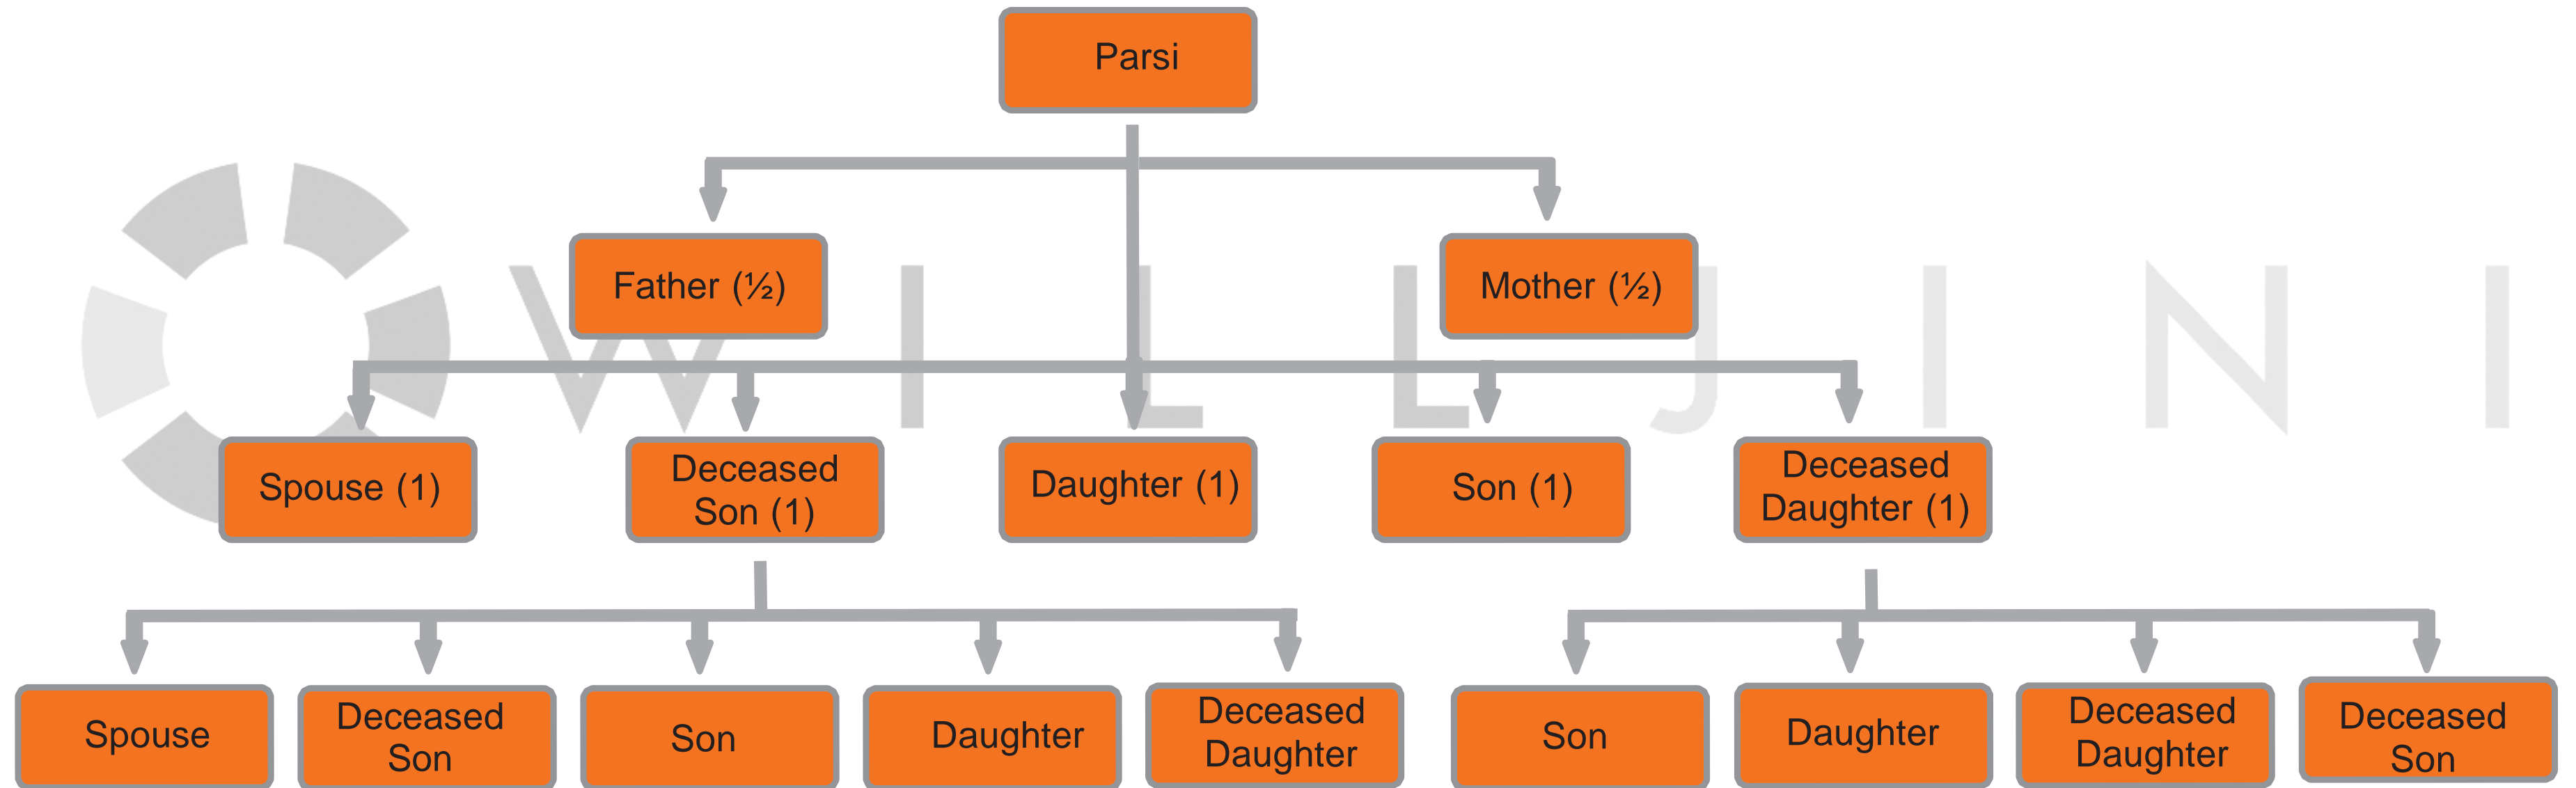 Parsi
Father (½)
Mother (½)
WILLJINI
Spouse (1)
Deceased
Son (1)
Daughter (1)
Son (1)
Deceased
Daughter (1)
Spouse
Deceased
Son
Son
Daughter
Deceased
Daughter
Son
Daughter
Deceased
Daughter
Deceased
Son